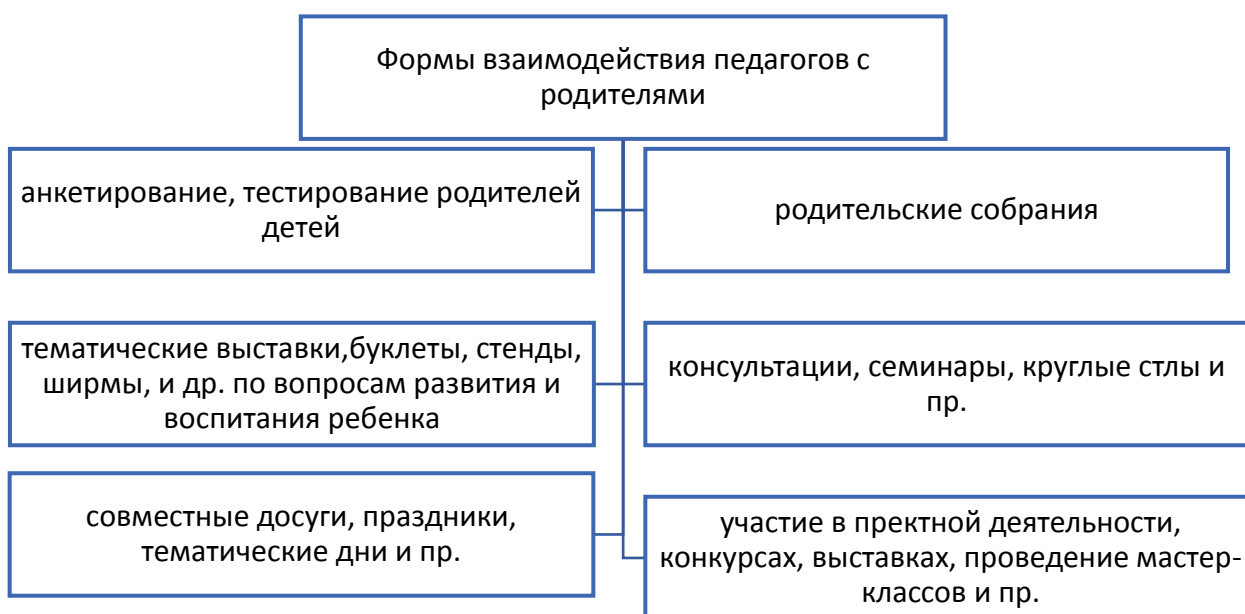 Формы взаимодействия педагогов с
родителями
анкетирование, тестирование родителей
детей
родительские собрания
тематические выставки,буклеты, стенды,
ширмы, и др. по вопросам развития и
воспитания ребенка
консультации, семинары, круглые стлы и
пр.
совместные досуги, праздники,
тематические дни и пр.
участие в пректной деятельности,
конкурсах, выставках, проведение мастер-
классов и пр.